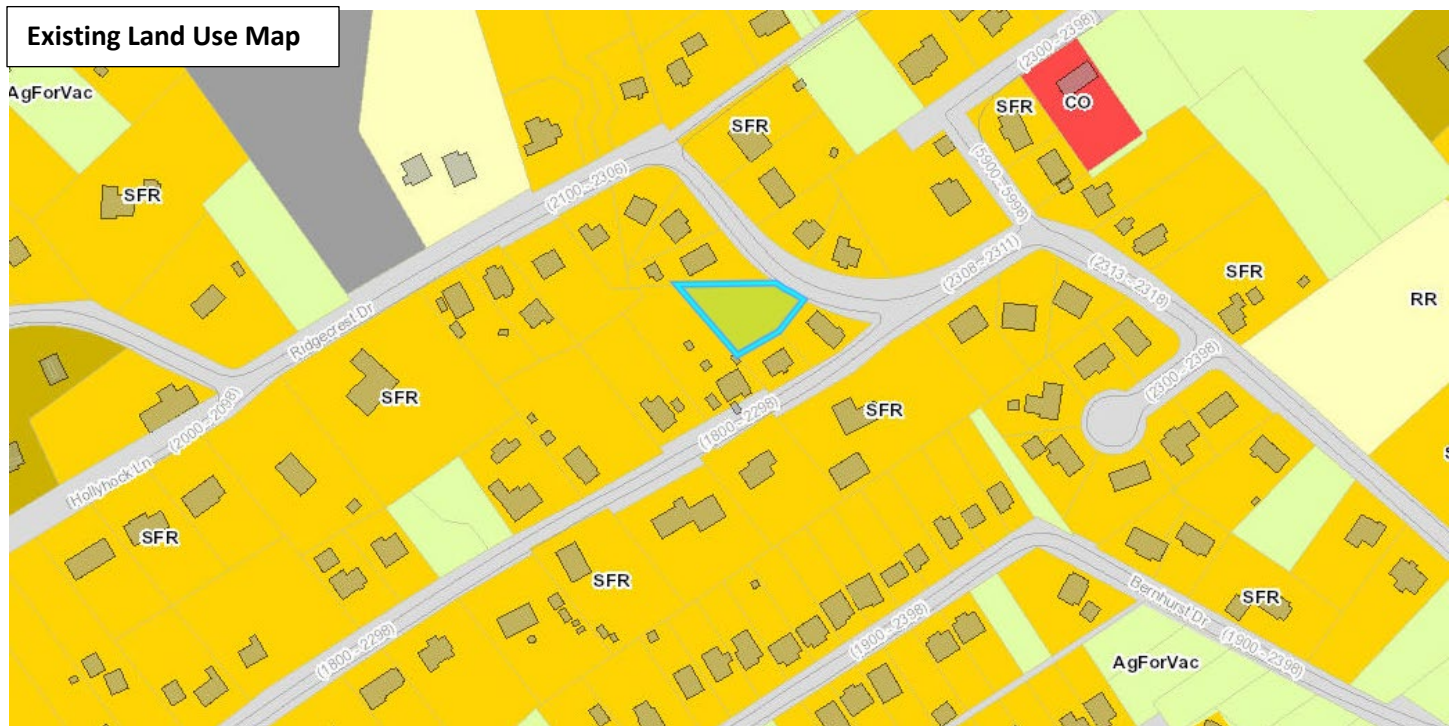 Existing Land Use Map
AgForVac
SFR
SFR
(2300 - 2398)
CO
SFR
(5900 - 5998)
(2100 - 2306)
(2308 - 2311)
(2313 - 2318)
SFR
RR
Ridgecrest Dr
(2300 - 2398)
SFR
(2000 - 2098)
(1800 - 2298)
SFR
(Hollyhock Ln
SFR
SFR
(1800 - 2298)
(1900 - 2398)
Bernhurst Dr
SFR
(1900 - 2398)
AgForVac